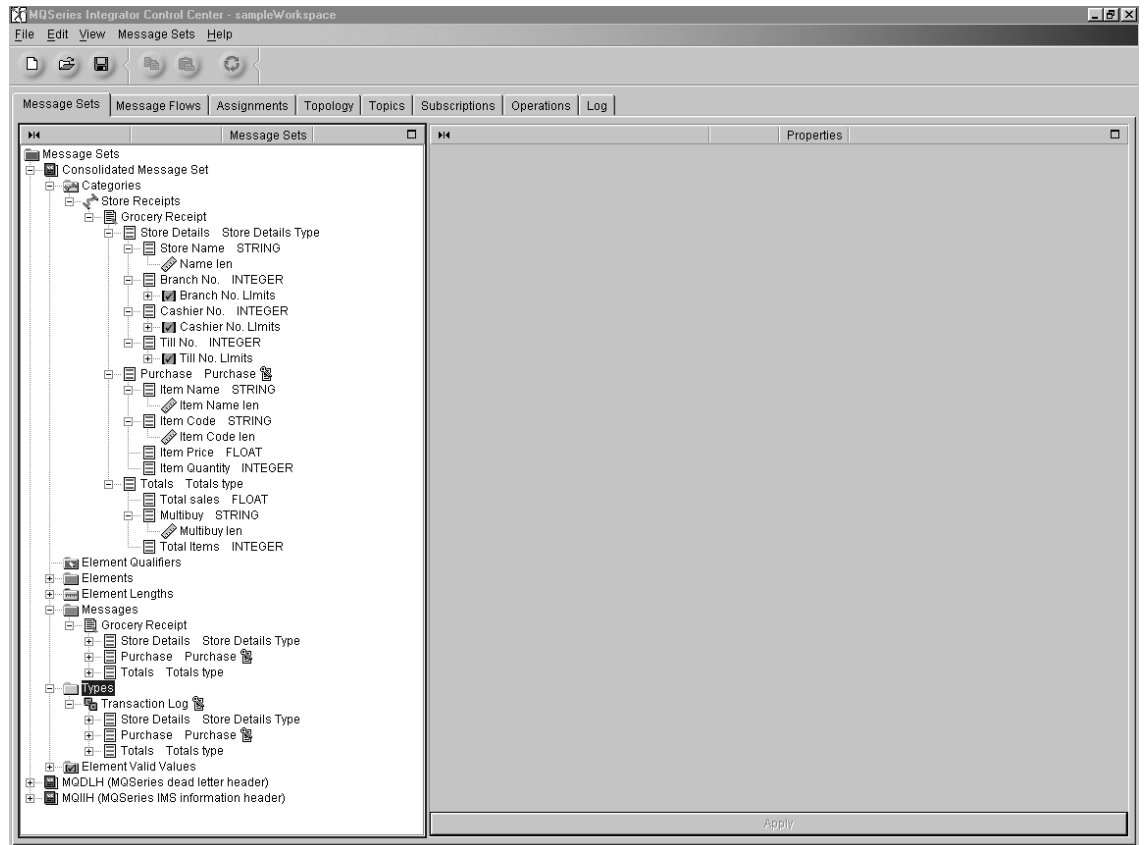 MQSeries Integrator Control Center - sampleWorkspace
File Edit View Message Sets Help
Message Sets Message Flows Assignments Topology Topics Subscriptions Operations Log
Message Sets
Properties
Message Sets
Consolidated Message Set
Categories
Store Receipts
Grocery Receipt
Store Details Store Details Type
Store Name STRING
Name len
Branch No. INTEGER
Branch No. LImits
Cashier No. INTEGER
Cashier No. LImits
Till No. INTEGER
Till No. LImits
Purchase Purchase
Item Name STRING
Item Name len
Item Code STRING
Item Code len
Item Price FLOAT
Item Quantity INTEGER
Totals Totals type
Total sales FLOAT
Multibuy STRING
Multibuy len
Total Items INTEGER
Element Qualifiers
Elements
Element Lengths
Messages
Grocery Receipt
Store Details Store Details Type
Purchase Purchase
Totals Totals type
Types
Transaction Log
Store Details Store Details Type
Purchase Purchase
Totals Totals type
Element Valid Values
MQDLH (MQSeries dead letter header)
MQIIH (MQSeries IMS information header)
Apply